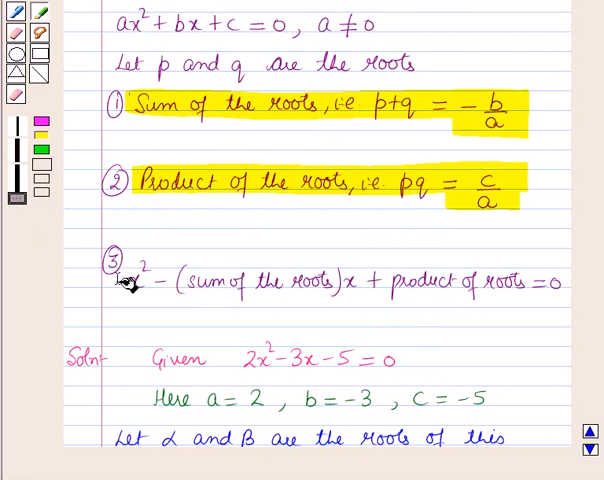 ax² + bx + c = 0, a ≠ 0
Let p and q are the roots
① Sum of the roots, i.e p+q = - b/a
② Product of the roots, i.e. pq = c/a
③
x² - (sum of the roots)x + product of roots = 0
Soln+ Given 2x² - 3x - 5 = 0
Here a = 2, b = -3, c = -5
Let α and β are the roots of this